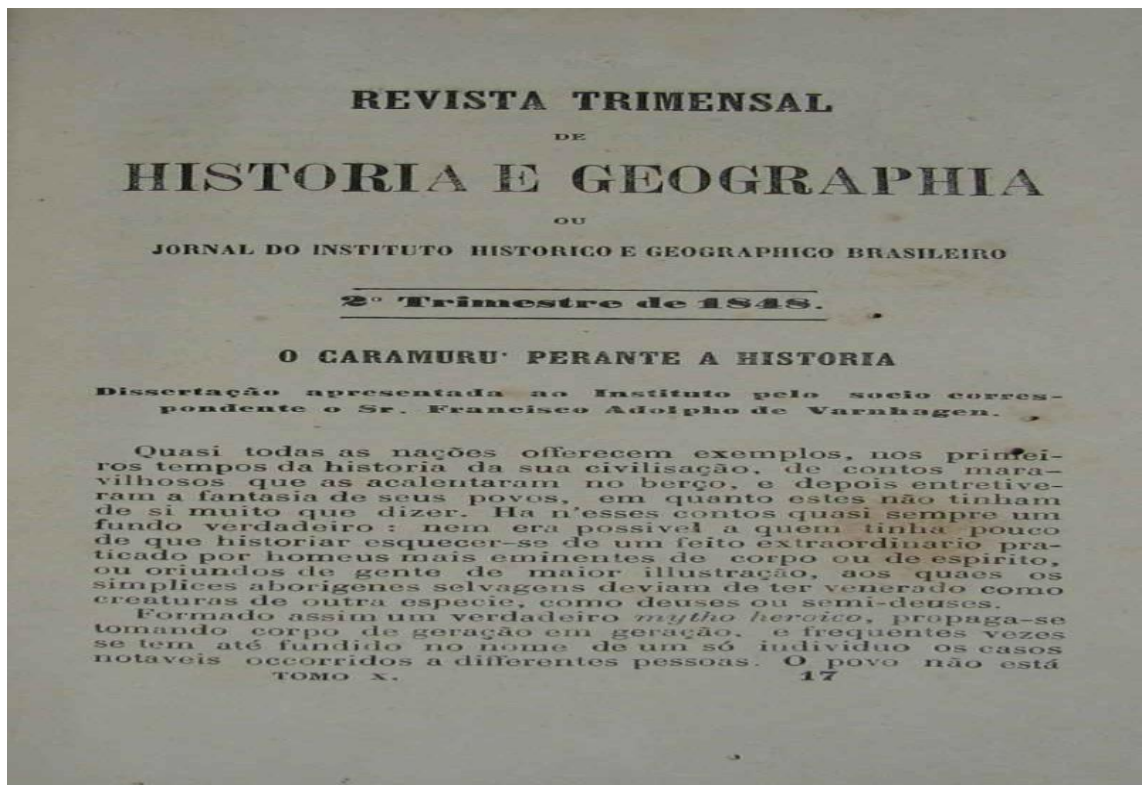 REVISTA TRIMENSAL
DE
HISTORIA E GEOGRAPHIA
OU
JORNAL DO INSTITUTO HISTORICO E GEOGRAPHICO BRASILEIRO
2º Trimestre de 1848.
O CARAMURU' PERANTE A HISTORIA
Dissertação apresentada ao Instituto pelo socio corres-
pondente o Sr. Francisco Adolpho de Varnhagen.
Quasi todas as nações offerecem exemplos, nos primei-
ros tempos da historia da sua civilisação, de contos mara-
vilhosos que as acalentaram no berço, e depois entretive-
ram a fantasia de seus povos, em quanto estes não tinham
de si muito que dizer. Ha n'esses contos quasi sempre um
fundo verdadeiro : nem era possivel a quem tinha pouco
de que historiar esquecer-se de um feito extraordinario pra-
ticado por homeus mais eminentes de corpo ou de espirito,
ou oriundos de gente de maior illustração, aos quaes os
simplices aborigenes selvagens deviam de ter venerado como
creaturas de outra especie, como deuses ou semi-deuses.
Formado assim um verdadeiro mytho heroico, propaga-se
tomando corpo de geração em geração, e frequentes vezes
se tem até fundido no nome de um só individuo os casos
notaveis occorridos a differentes pessoas. O povo não está
TOMO X. 17